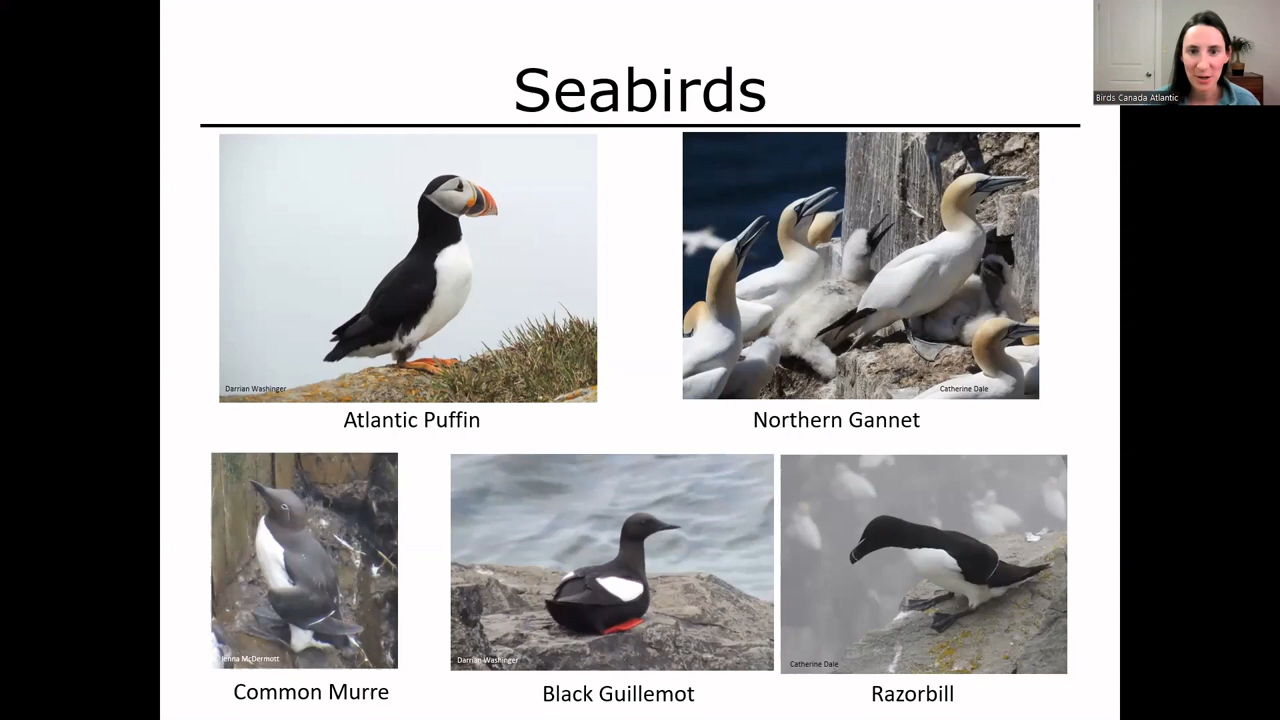 Seabirds
Birds Canada Atlantic
Darrian Washinger
Catherine Dale
Atlantic Puffin
Northern Gannet
Jenna McDermott
Darrian Washinger
Catherine Dale
Common Murre
Black Guillemot
Razorbill